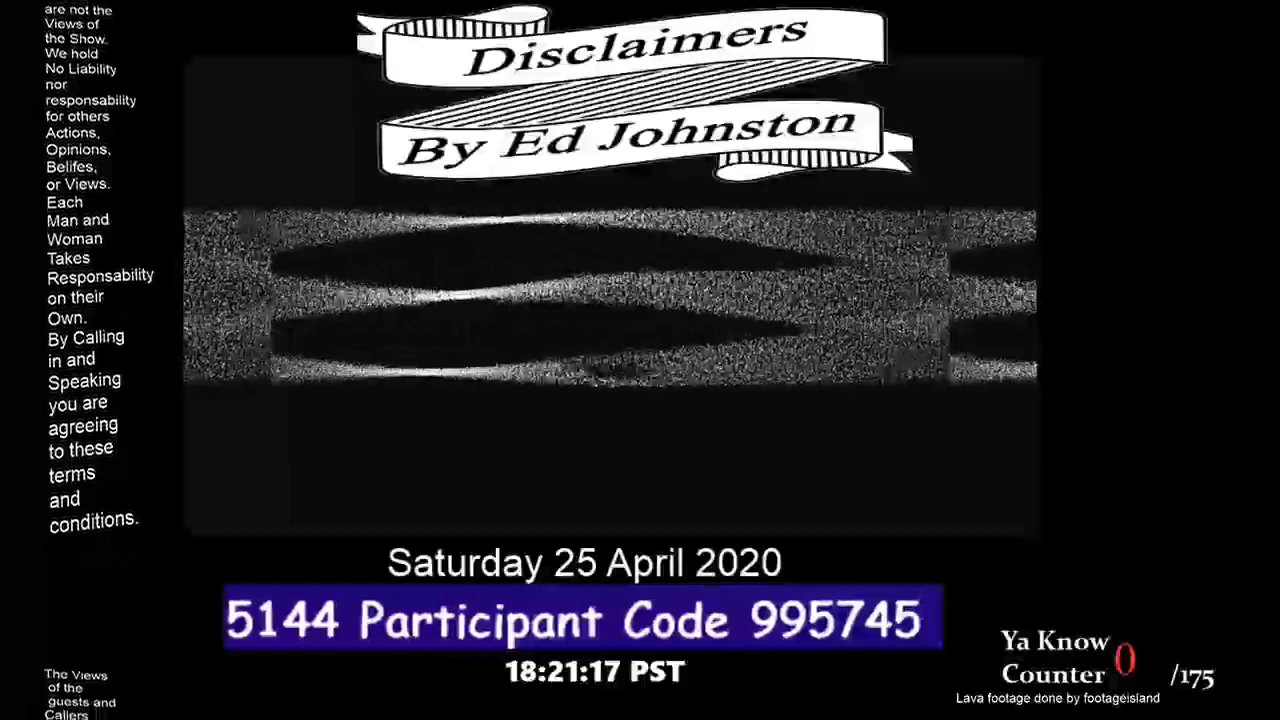 are not the
Views of
the Show.
We hold
No Liability
nor
responsability
for others
Actions,
Opinions,
Belifes,
or Views.
Each
Man and
Woman
Takes
Responsability
on their
Own.
By Calling
in and
Speaking
you are
agreeing
to these
terms
and
conditions.
The Views
of the
guests and
Callers
Disclaimers
By Ed Johnston
Saturday 25 April 2020
5144 Participant Code 995745
18:21:17 PST
Ya Know
Counter 0 /175
Lava footage done by footageisland